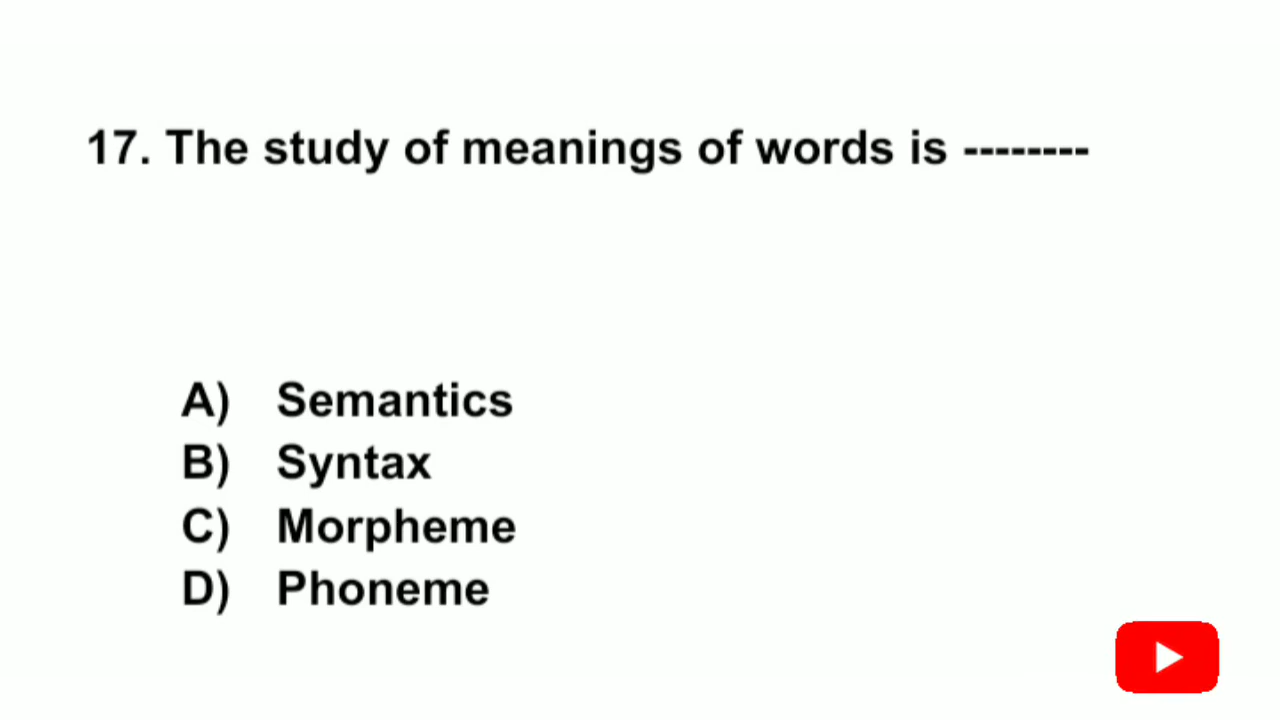 17. The study of meanings of words is --------
A) Semantics
B) Syntax
C) Morpheme
D) Phoneme